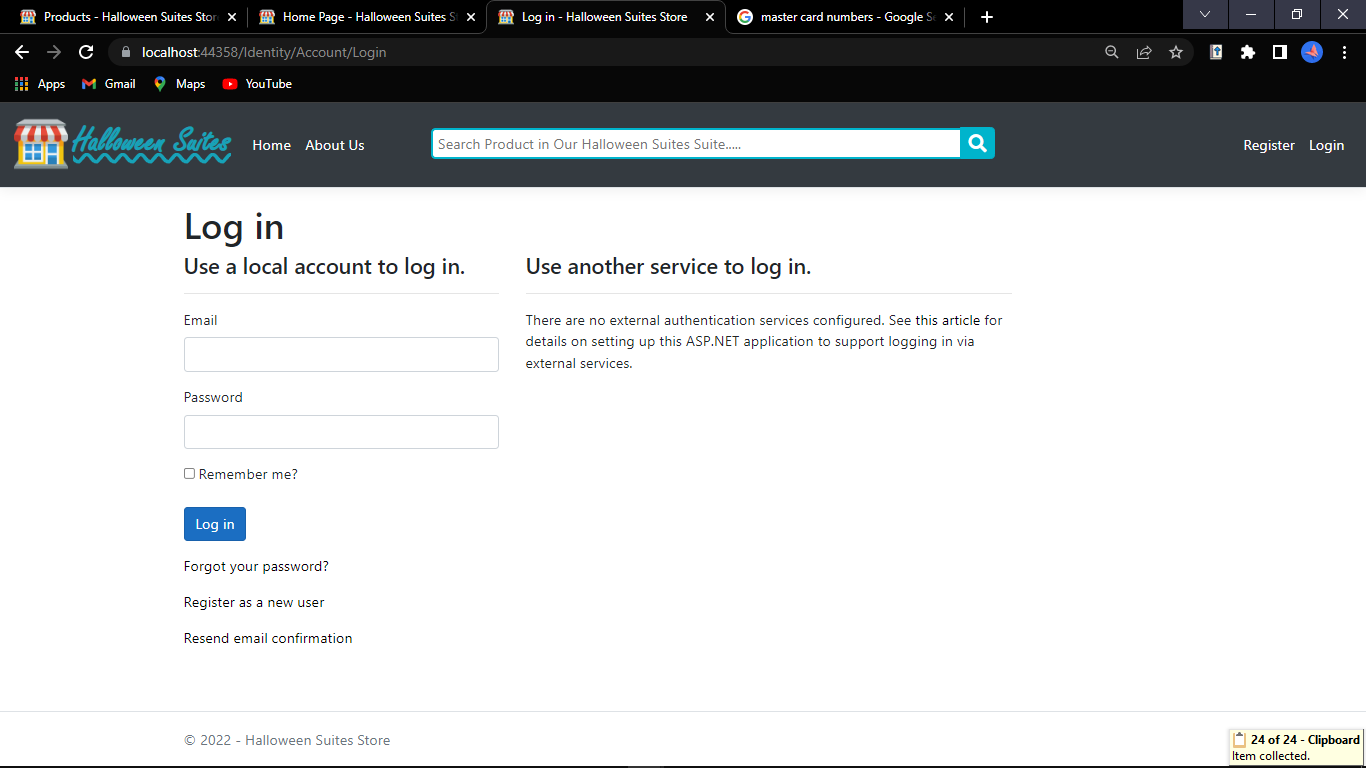 Products - Halloween Suites Stor
Home Page - Halloween Suites S
Log in - Halloween Suites Store
master card numbers - Google Se
localhost:44358/Identity/Account/Login
Apps
Gmail
Maps
YouTube
Halloween Suites
Home
About Us
Search Product in Our Halloween Suites Suite.....
Register
Login
Log in
Use a local account to log in.
Email
Password
Remember me?
Log in
Forgot your password?
Register as a new user
Resend email confirmation
Use another service to log in.
There are no external authentication services configured. See this article for
details on setting up this ASP.NET application to support logging in via
external services.
© 2022 - Halloween Suites Store
24 of 24 - Clipboard
Item collected.